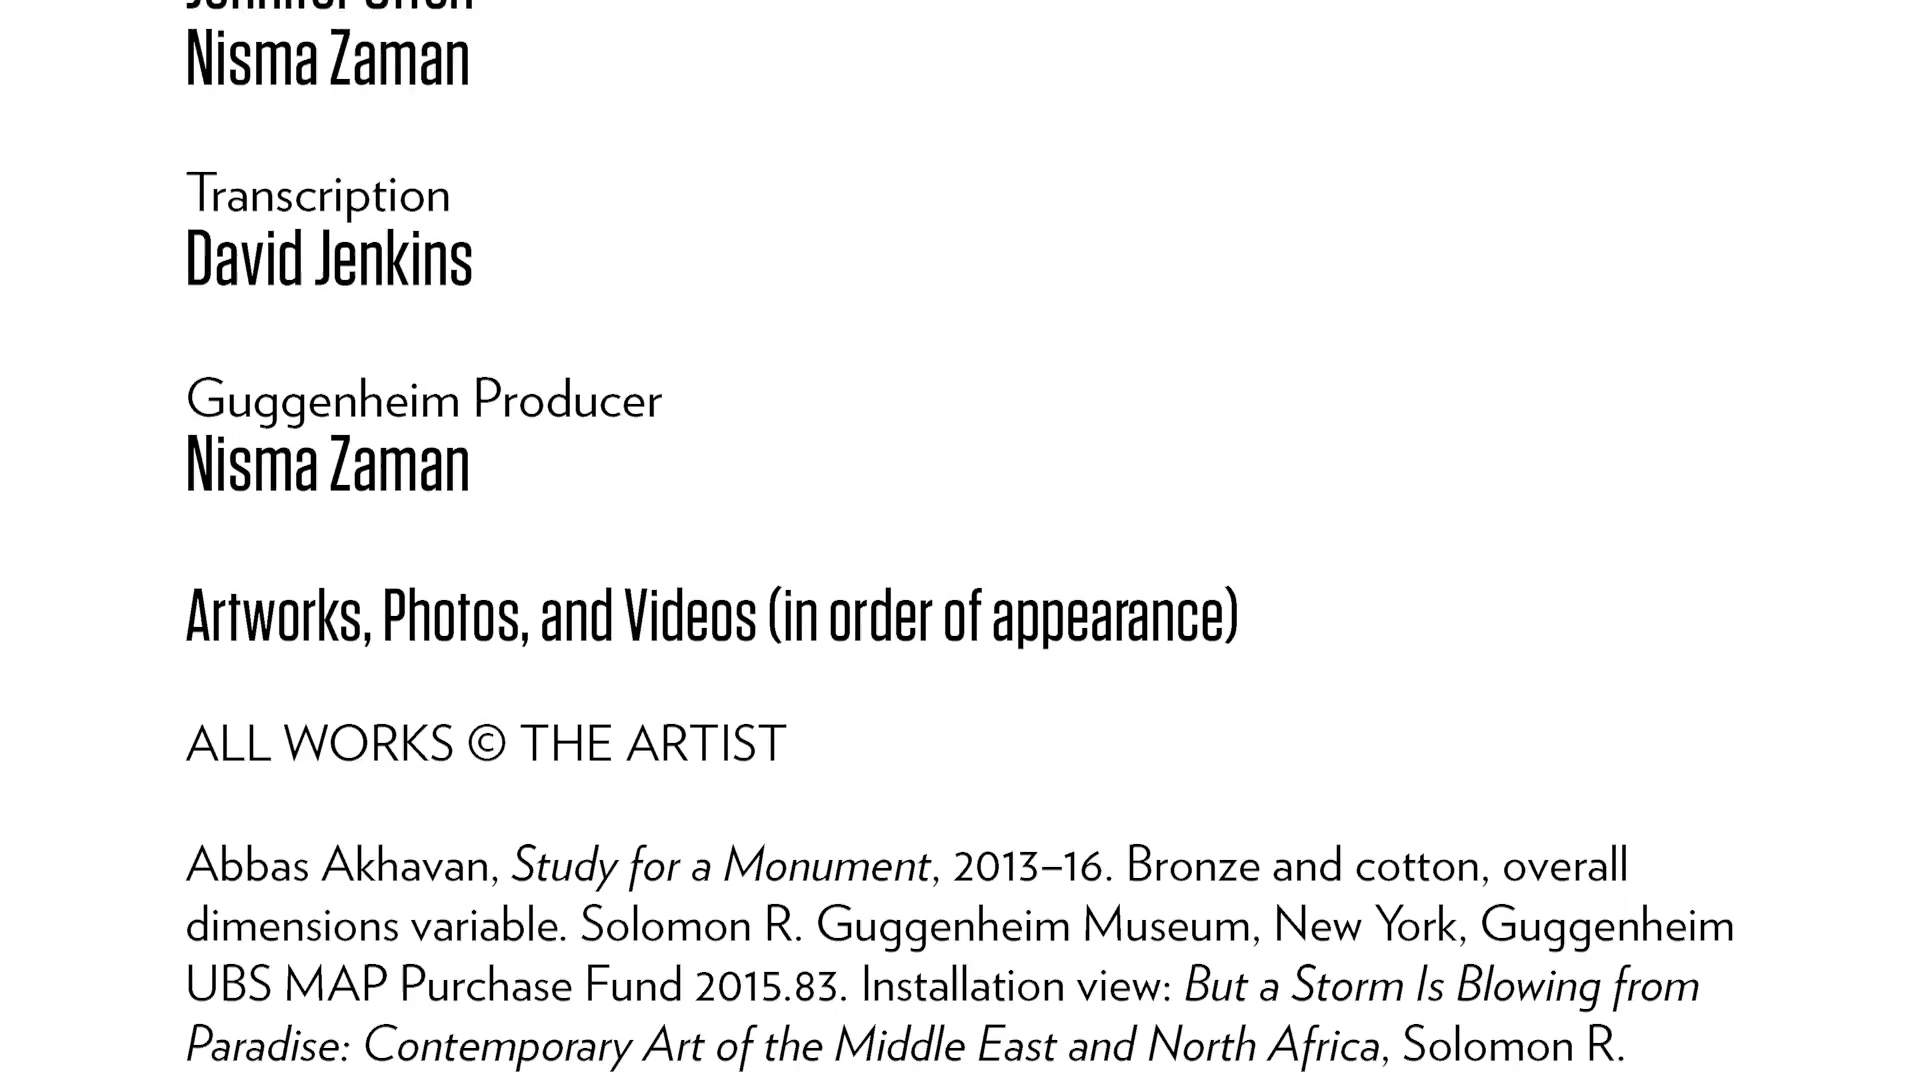 Nisma Zaman
Transcription
David Jenkins
Guggenheim Producer
Nisma Zaman
Artworks, Photos, and Videos (in order of appearance)
ALL WORKS © THE ARTIST
Abbas Akhavan, Study for a Monument, 2013–16. Bronze and cotton, overall
dimensions variable. Solomon R. Guggenheim Museum, New York, Guggenheim
UBS MAP Purchase Fund 2015.83. Installation view: But a Storm Is Blowing from
Paradise: Contemporary Art of the Middle East and North Africa, Solomon R.